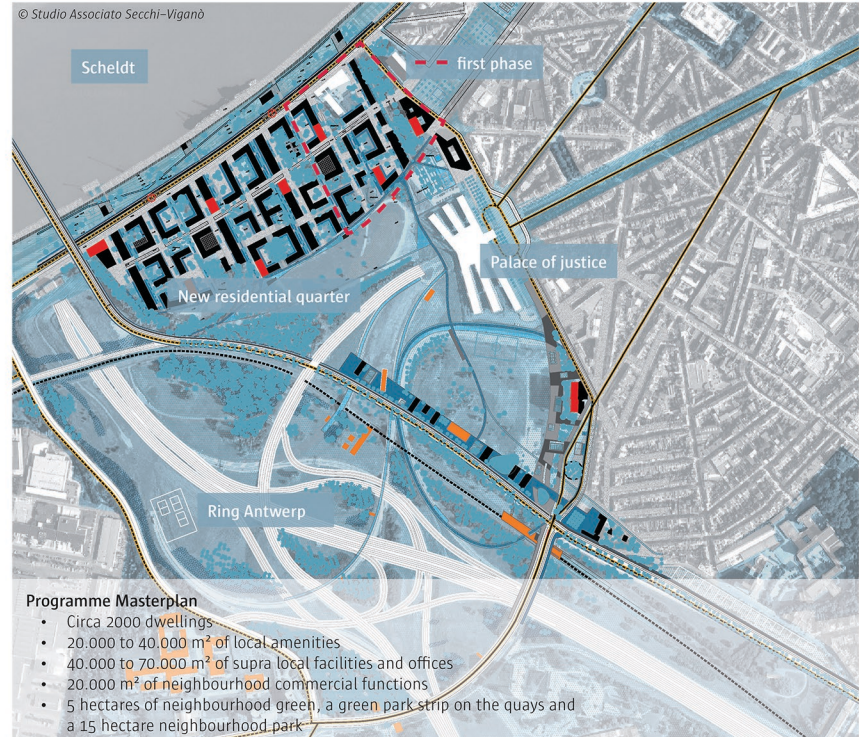 © Studio Associato Secchi–Viganò
Scheldt
first phase
Palace of justice
New residential quarter
Ring Antwerp
Programme Masterplan
• Circa 2000 dwellings
• 20.000 to 40.000 m² of local amenities
• 40.000 to 70.000 m² of supra local facilities and offices
• 20.000 m² of neighbourhood commercial functions
• 5 hectares of neighbourhood green, a green park strip on the quays and
a 15 hectare neighbourhood park